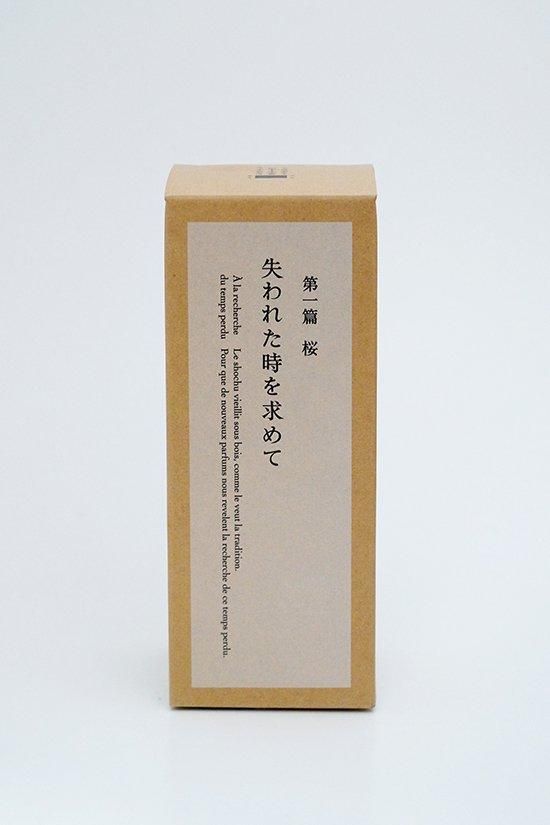 第一篇 桜
失われた時を求めて
À la recherche
du temps perdu
Le shochu vieillit sous bois, comme le veut la tradition.
Pour que de nouveaux parfums nous revelent la recherche de ce temps perdu.